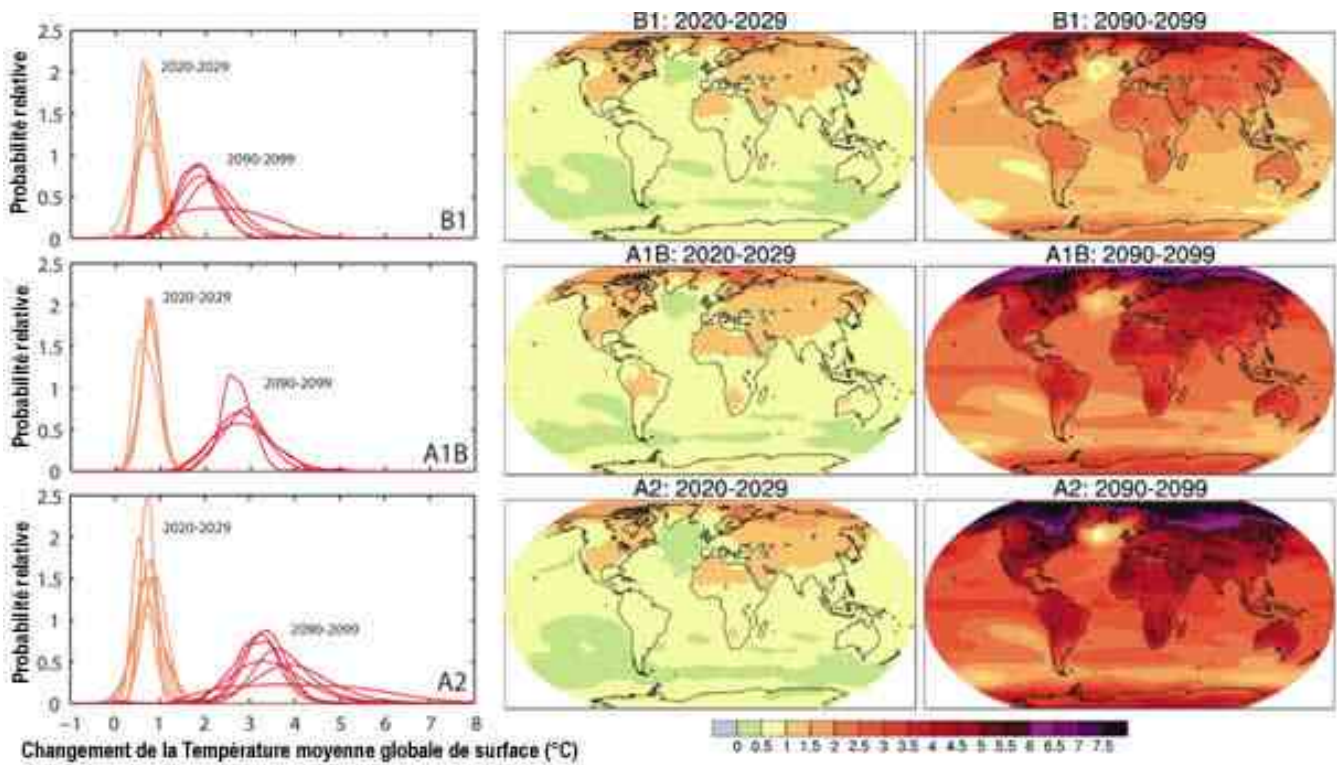 B1: 2020-2029
B1: 2090-2099
Probabilité relative
2.5
2
1.5
1
0.5
0
2020-2029
2090-2099
B1
A1B: 2020-2029
A1B: 2090-2099
Probabilité relative
2.5
2
1.5
1
0.5
0
2020-2029
2090-2099
A1B
A2: 2020-2029
A2: 2090-2099
Probabilité relative
2.5
2
1.5
1
0.5
0
2020-2029
2090-2099
A2
-1 0 1 2 3 4 5 6 7 8
0 0.5 1 1.5 2 2.5 3 3.5 4 4.5 5 5.5 6 6.5 7 7.5
Changement de la Température moyenne globale de surface (°C)